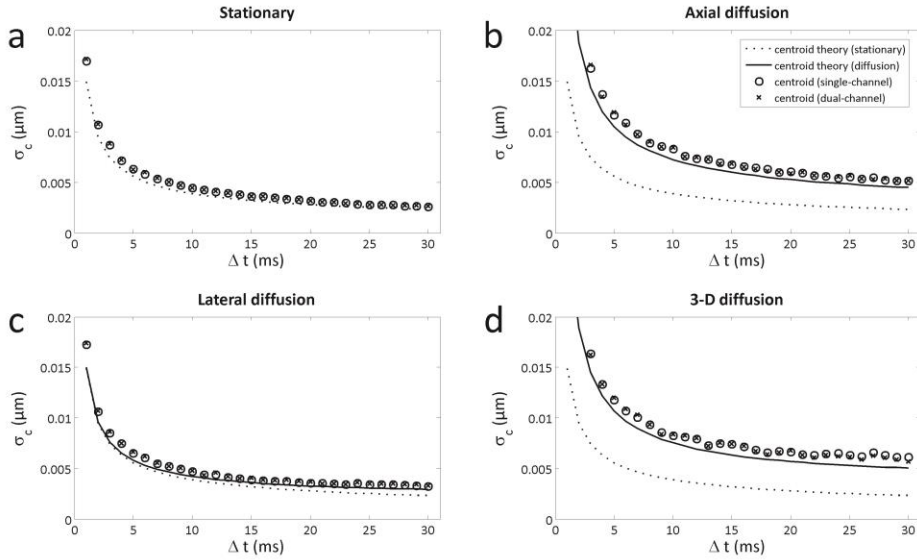 Stationary
a
0.02
0.015
0.01
0.005
0
σc (μm)
0 5 10 15 20 25 30
Δ t (ms)
Axial diffusion
b
0.02
0.015
0.01
0.005
0
σc (μm)
centroid theory (stationary)
centroid theory (diffusion)
centroid (single-channel)
centroid (dual-channel)
0 5 10 15 20 25 30
Δ t (ms)
Lateral diffusion
c
0.02
0.015
0.01
0.005
0
σc (μm)
0 5 10 15 20 25 30
Δ t (ms)
3-D diffusion
d
0.02
0.015
0.01
0.005
0
σc (μm)
0 5 10 15 20 25 30
Δ t (ms)